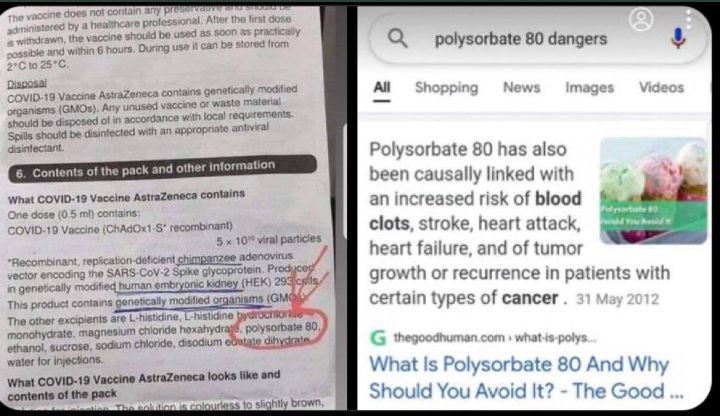 The vaccine does not contain any preservative and should be
administered by a healthcare professional. After the first dose
is withdrawn, the vaccine should be used as soon as practically
possible and within 6 hours. During use it can be stored from
2°C to 25°C.
Disposal
COVID-19 Vaccine AstraZeneca contains genetically modified
organisms (GMOs). Any unused vaccine or waste material
should be disposed of in accordance with local requirements.
Spills should be disinfected with an appropriate antiviral
disinfectant.
6. Contents of the pack and other information
What COVID-19 Vaccine AstraZeneca contains
One dose (0.5 ml) contains:
COVID-19 Vaccine (ChAdOx1-S* recombinant)
5 × 10¹⁰ viral particles
*Recombinant, replication-deficient chimpanzee adenovirus
vector encoding the SARS-CoV-2 Spike glycoprotein. Produced
in genetically modified human embryonic kidney (HEK) 293 cells.
This product contains genetically modified organisms (GMOs).
The other excipients are L-histidine, L-histidine hydrochloride
monohydrate, magnesium chloride hexahydrate, polysorbate 80,
ethanol, sucrose, sodium chloride, disodium edetate dihydrate,
water for injections.
What COVID-19 Vaccine AstraZeneca looks like and
contents of the pack
The solution is colourless to slightly brown,
polysorbate 80 dangers
All Shopping News Images Videos
Polysorbate 80 has also
been causally linked with
an increased risk of blood
clots, stroke, heart attack,
heart failure, and of tumor
growth or recurrence in patients with
certain types of cancer. 31 May 2012
Polysorbate 80
Should You Avoid It
G thegoodhuman.com › what-is-polys...
What Is Polysorbate 80 And Why
Should You Avoid It? - The Good ...